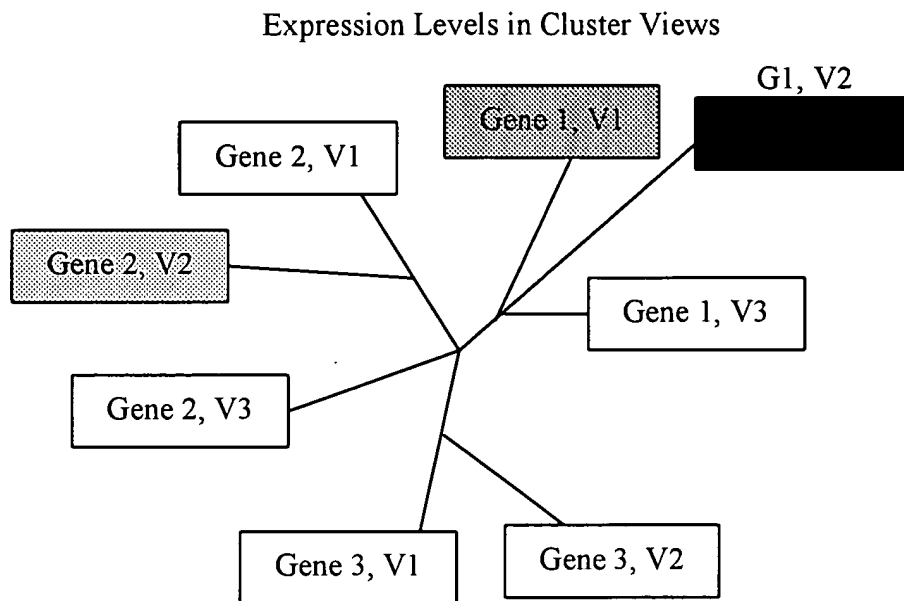 Expression Levels in Cluster Views
G1, V2
Gene 1, V1
Gene 2, V1
Gene 2, V2
Gene 1, V3
Gene 2, V3
Gene 3, V1
Gene 3, V2